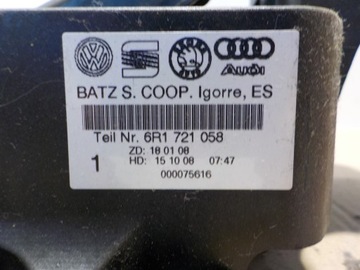 AUDI
BATZ S. COOP. Igorre, ES
Teil Nr. 6R1 721 058
ZD: 18 01 08
1 HD: 15 10 08 07:47
000075616